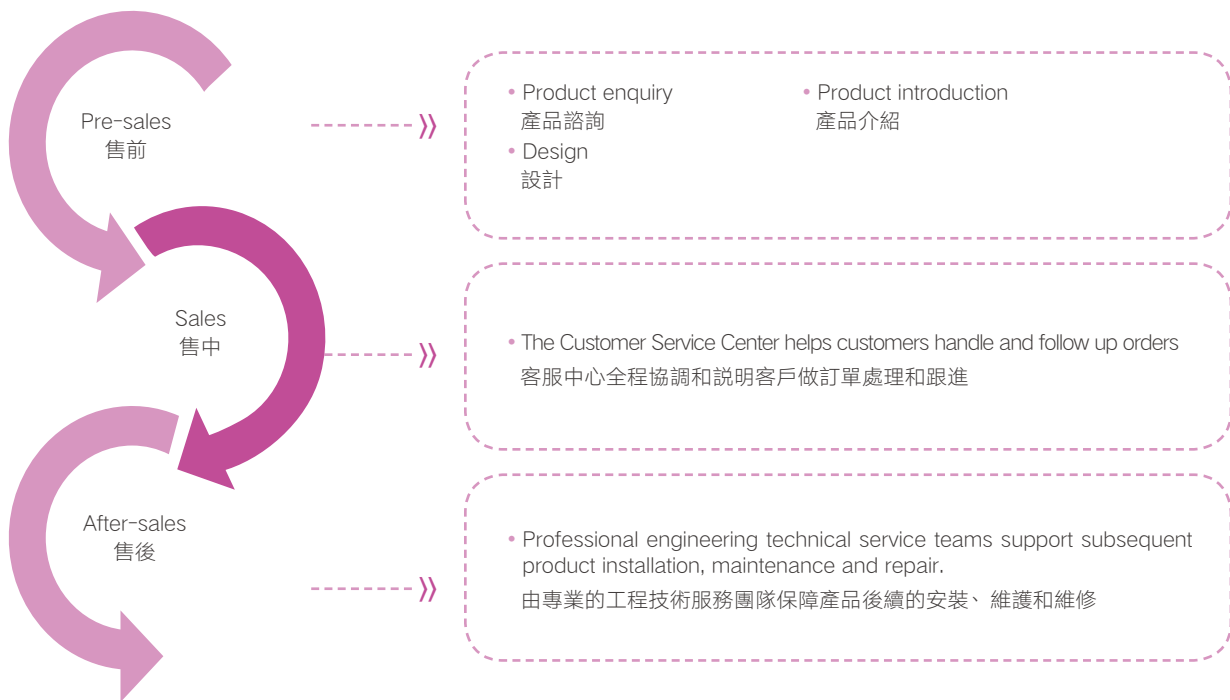 Pre-sales
售前
• Product enquiry
產品諮詢
• Design
設計
• Product introduction
產品介紹
Sales
售中
• The Customer Service Center helps customers handle and follow up orders
客服中心全程協調和説明客戶做訂單處理和跟進
After-sales
售後
• Professional engineering technical service teams support subsequent
product installation, maintenance and repair.
由專業的工程技術服務團隊保障產品後續的安裝、維護和維修